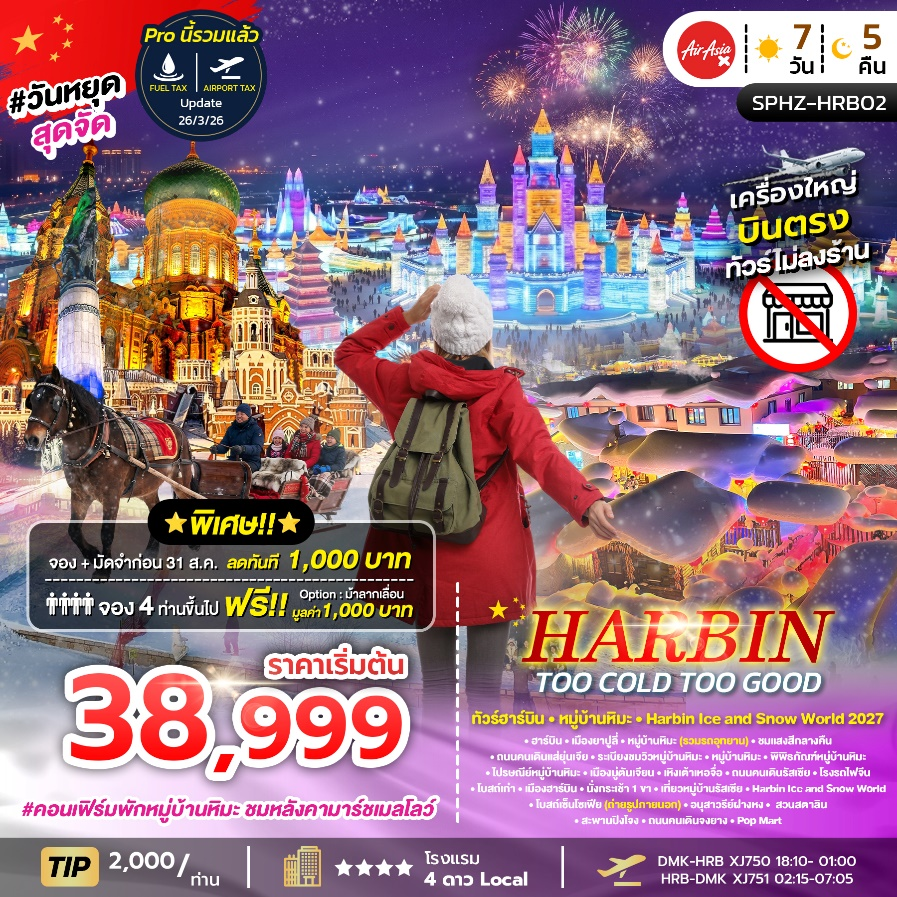 Pro นี้รวมแล้ว
FUEL TAX
AIRPORT TAX
Update
26/3/26
#วันหยุด
สุดจั๊ด
AirAsia X
7 วัน
5 คืน
SPHZ-HRB02
เครื่องใหญ่
บินตรง
ทัวร์ไม่ลงร้าน
พิเศษ!!
จอง + มัดจำก่อน 31 ส.ค. ลดทันที 1,000 บาท
จอง 4 ท่านขึ้นไป ฟรี!! Option : ม้าลากเลื่อน
มูลค่า 1,000 บาท
ราคาเริ่มต้น
38,999
#คอนเฟิร์มพักหมู่บ้านหิมะ ชมหลังคามาร์ชเมลโลว์
HARBIN
TOO COLD TOO GOOD
ทัวร์ฮาร์บิน • หมู่บ้านหิมะ • Harbin Ice and Snow World 2027
• ฮาร์บิน • เมืองยาปู่ลี่ • หมู่บ้านหิมะ (รวมรถอุทยาน) • ชมแสงสีกลางคืน
• ถนนคนเดินเสวี่ยยุ่นเจีย • ระเบียงชมวิวหมู่บ้านหิมะ • หมู่บ้านหิมะ • พิพิธภัณฑ์หมู่บ้านหิมะ
• ไปรษณีย์หมู่บ้านหิมะ • เมืองมู่ตันเจียน • เหิงเต้าเหอจื่อ • ถนนคนเดินรัสเซีย • โรงรถไฟจีน
• โบสถ์เก่า • เมืองฮาร์บิน • นั่งกระเช้า 1 ขา • เที่ยวหมู่บ้านรัสเซีย • Harbin Ice and Snow World
• โบสถ์เซ็นโซเฟีย (ถ่ายรูปภายนอก) • อนุสาวรีย์ฝางหง • สวนสตาลิน
• สะพานปิงโจว • ถนนคนเดินจงยาง • Pop Mart
TIP 2,000/ท่าน
โรงแรม
4 ดาว Local
DMK-HRB XJ750 18:10- 01:00
HRB-DMK XJ751 02:15-07:05